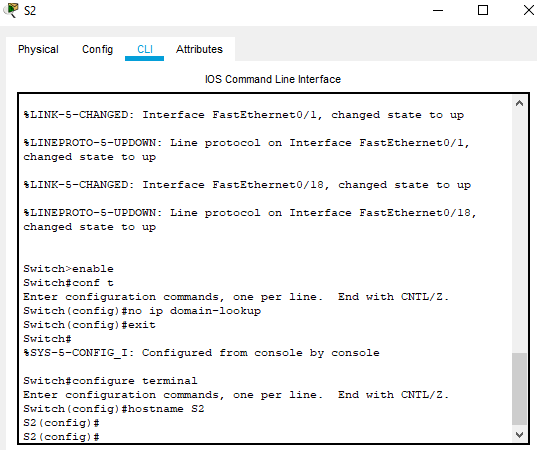 S2
Physical Config CLI Attributes
IOS Command Line Interface
%LINK-5-CHANGED: Interface FastEthernet0/1, changed state to up
%LINEPROTO-5-UPDOWN: Line protocol on Interface FastEthernet0/1,
changed state to up
%LINK-5-CHANGED: Interface FastEthernet0/18, changed state to up
%LINEPROTO-5-UPDOWN: Line protocol on Interface FastEthernet0/18,
changed state to up
Switch>enable
Switch#conf t
Enter configuration commands, one per line.  End with CNTL/Z.
Switch(config)#no ip domain-lookup
Switch(config)#exit
Switch#
%SYS-5-CONFIG_I: Configured from console by console
Switch#configure terminal
Enter configuration commands, one per line.  End with CNTL/Z.
Switch(config)#hostname S2
S2(config)#
S2(config)#